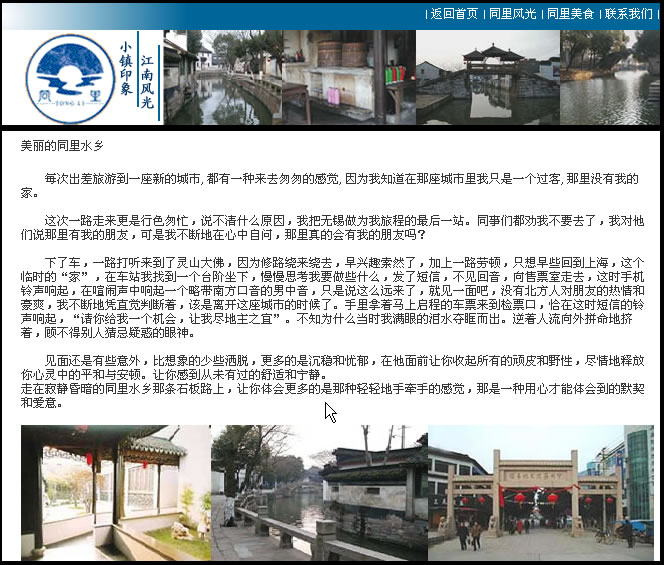 | 返回首页 | 同里风光 | 同里美食 | 联系我们 |
同里
TONG LI
小镇印象
江南风光
美丽的同里水乡
每次出差旅游到一座新的城市, 都有一种来去匆匆的感觉, 因为我知道在那座城市里我只是一个过客, 那里没有我的
家。
这次一路走来更是行色匆忙，说不清什么原因，我把无锡做为我旅程的最后一站。同事们都劝我不要去了，我对他
们说那里有我的朋友，可是我不断地在心中自问，那里真的会有我的朋友吗？
下了车，一路打听来到了灵山大佛，因为修路绕来绕去，早兴趣索然了，加上一路劳顿，只想早些回到上海，这个
临时的“家”，在车站我找到一个台阶坐下，慢慢思考我要做些什么，发了短信，不见回音，向售票室走去，这时手机
铃声响起，在喧闹声中响起一个略带南方口音的男中音，只是说这么远来了，就见一面吧，没有北方人对朋友的热情和
豪爽，我不断地凭直觉判断着，该是离开这座城市的时候了。手里拿着马上启程的车票来到检票口，恰在这时短信的铃
声响起，“请你给我一个机会，让我尽地主之宜”。不知为什么当时我满眼的泪水夺眶而出。逆着人流向外拼命地挤
着，顾不得别人猜忌疑惑的眼神。
见面还是有些意外，比想象的少些洒脱，更多的是沉稳和忧郁，在他面前让你收起所有的顽皮和野性，尽情地释放
你心灵中的平和与安顿。让你感到从未有过的舒适和宁静。
走在寂静昏暗的同里水乡那条石板路上，让你体会更多的是那种轻轻地手牵手的感觉，那是一种用心才能体会到的默契
和爱意。